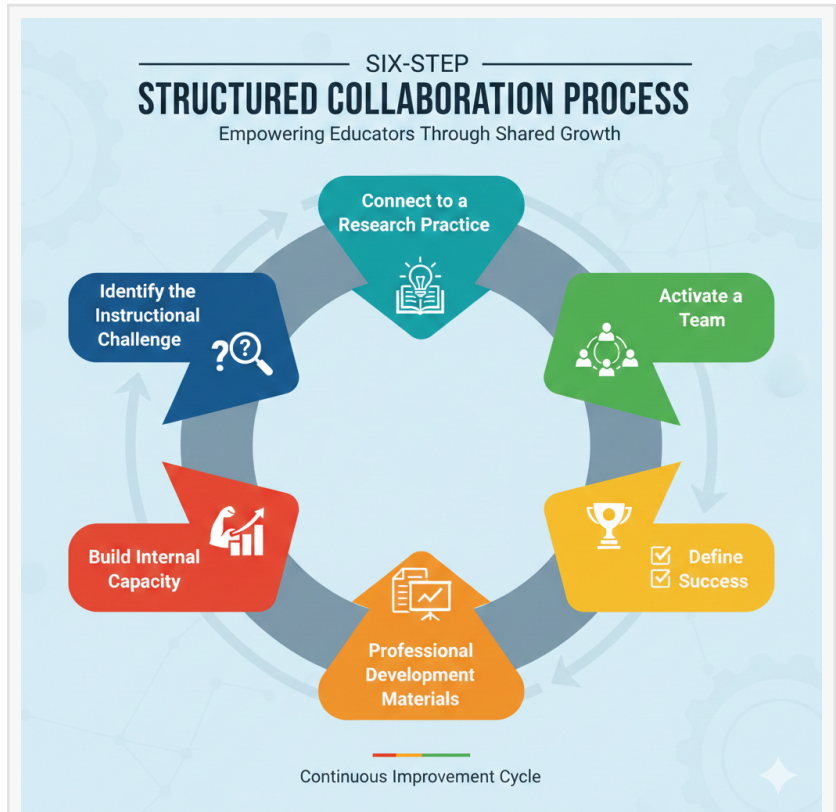 SIX-STEP
STRUCTURED COLLABORATION PROCESS
Empowering Educators Through Shared Growth
Connect to a
Research Practice
Identify the
Instructional
Challenge
? ?
Activate a
Team
Build Internal
Capacity
Define
Success
Professional
Development
Materials
Continuous Improvement Cycle